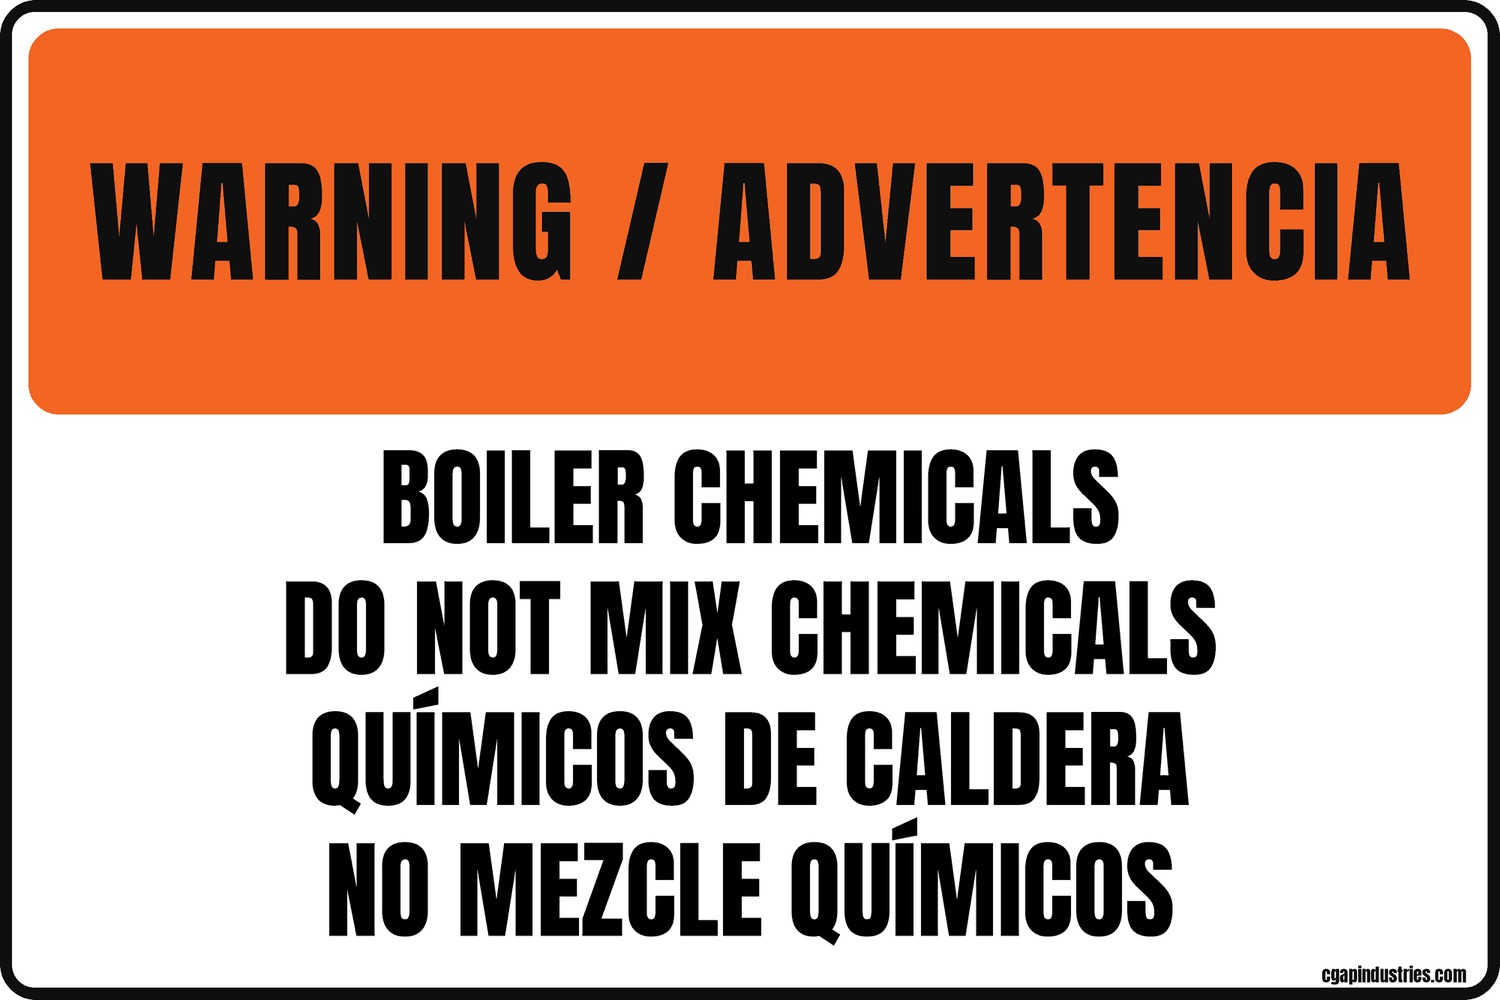 WARNING / ADVERTENCIA
BOILER CHEMICALS
DO NOT MIX CHEMICALS
QUÍMICOS DE CALDERA
NO MEZCLE QUÍMICOS
cgapindustries.com